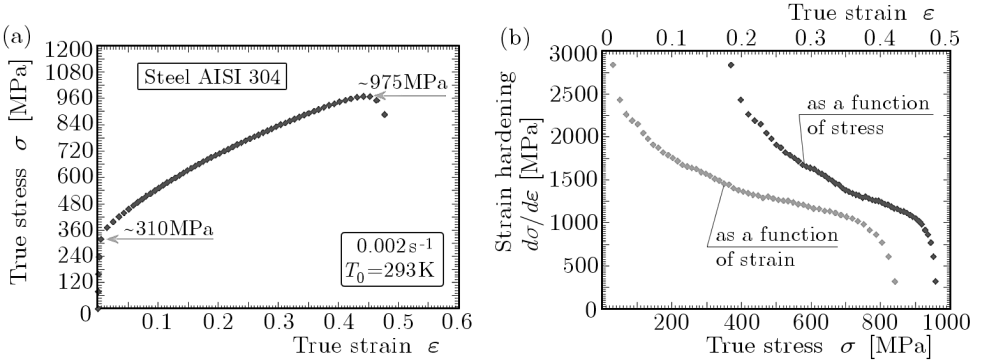 (a)
1200
1080
960
840
720
600
480
360
240
120
0
True stress σ [MPa]
Steel AISI 304
~975MPa
~310MPa
0.002s⁻¹
T₀=293K
0.1 0.2 0.3 0.4 0.5 0.6
True strain ε
(b)
True strain ε
0 0.1 0.2 0.3 0.4 0.5
3000
2500
2000
1500
1000
500
0
Strain hardening
dσ/dε [MPa]
as a function
of stress
as a function
of strain
200 400 600 800 1000
True stress σ [MPa]